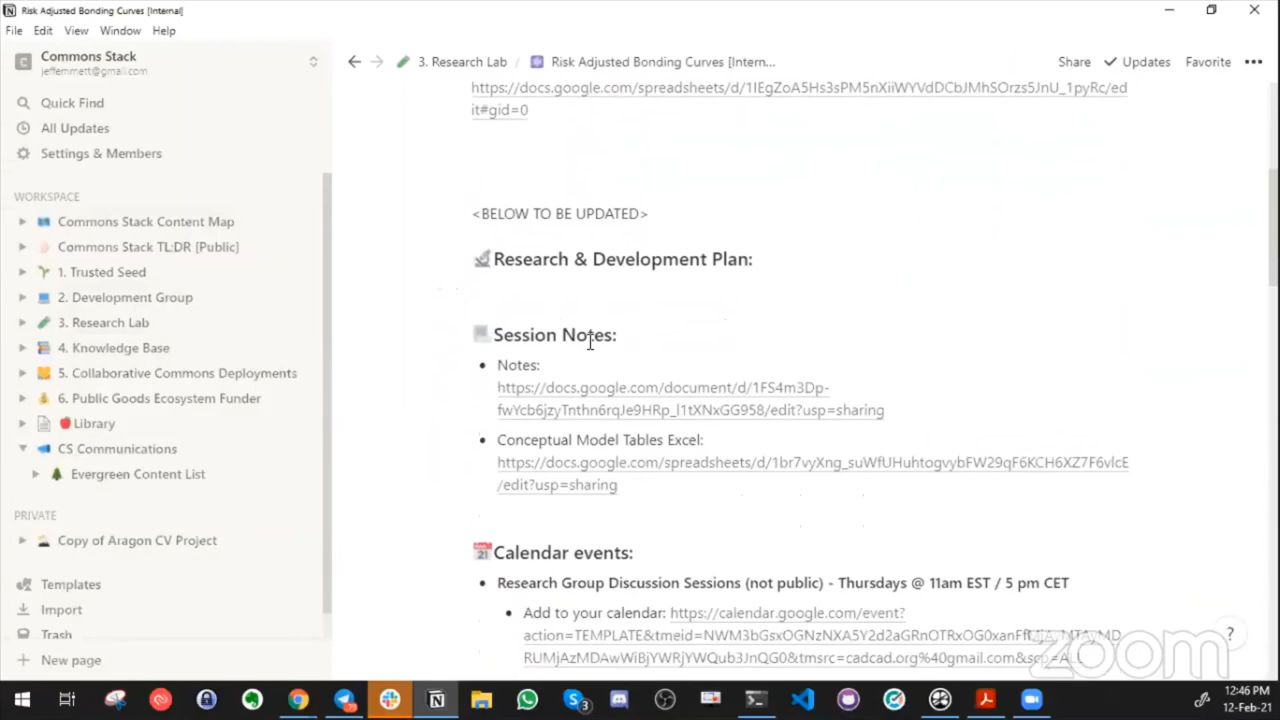 Risk Adjusted Bonding Curves [Internal]
File Edit View Window Help
Commons Stack
jeffemmett@gmail.com
Quick Find
All Updates
Settings & Members
WORKSPACE
Commons Stack Content Map
Commons Stack TL:DR [Public]
1. Trusted Seed
2. Development Group
3. Research Lab
4. Knowledge Base
5. Collaborative Commons Deployments
6. Public Goods Ecosystem Funder
Library
CS Communications
Evergreen Content List
PRIVATE
Copy of Aragon CV Project
Templates
Import
Trash
New page
3. Research Lab / Risk Adjusted Bonding Curves [Intern...
Share Updates Favorite
https://docs.google.com/spreadsheets/d/1IEgZoA5Hs3sPM5nXiiWYVdDCbJMhSOrzs5JnU_1pyRc/ed
it#gid=0
<BELOW TO BE UPDATED>
Research & Development Plan:
Session Notes:
Notes:
https://docs.google.com/document/d/1FS4m3Dp-
fwYcb6jzyTnthn6rqJe9HRp_l1tXNxGG958/edit?usp=sharing
Conceptual Model Tables Excel:
https://docs.google.com/spreadsheets/d/1br7vyXng_suWfUHuhtogvybFW29qF6KCH6XZ7F6vlcE
/edit?usp=sharing
Calendar events:
Research Group Discussion Sessions (not public) - Thursdays @ 11am EST / 5 pm CET
Add to your calendar: https://calendar.google.com/event?
RUMjAzMDAwWiBjYWRjYWQub3JnQG0&tmsrc=cadcad.org%40gmail.com&scp=ALL
zoom
?
12:46 PM
12-Feb-21